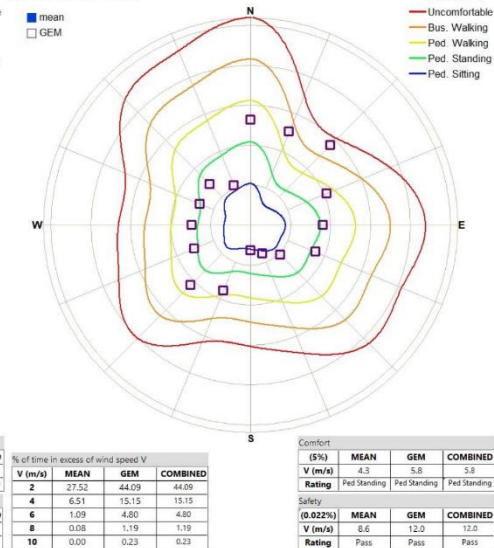 N
mean
GEM
Uncomfortable
Bus. Walking
Ped. Walking
Ped. Standing
Ped. Sitting
W
E
S
% of time in excess of wind speed V
V (m/s) MEAN GEM COMBINED
2 27.52 44.09 44.09
4 6.51 15.15 15.15
6 1.09 4.80 4.80
8 0.08 1.19 1.19
10 0.00 0.23 0.23
Comfort
(5%) MEAN GEM COMBINED
V (m/s) 4.3 5.8 5.8
Rating Ped Standing Ped Standing Ped Standing
Safety
(0.022%) MEAN GEM COMBINED
V (m/s) 8.6 12.0 12.0
Rating Pass Pass Pass